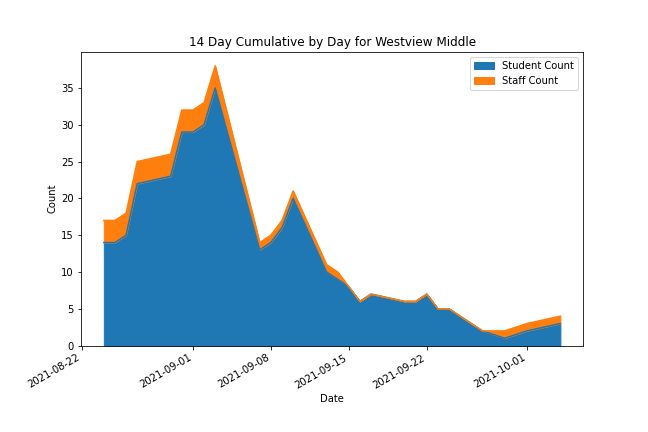 14 Day Cumulative by Day for Westview Middle
Student Count
Staff Count
Count
35
30
25
20
15
10
5
0
2021-08-22
2021-09-01
2021-09-08
2021-09-15
2021-09-22
2021-10-01
Date